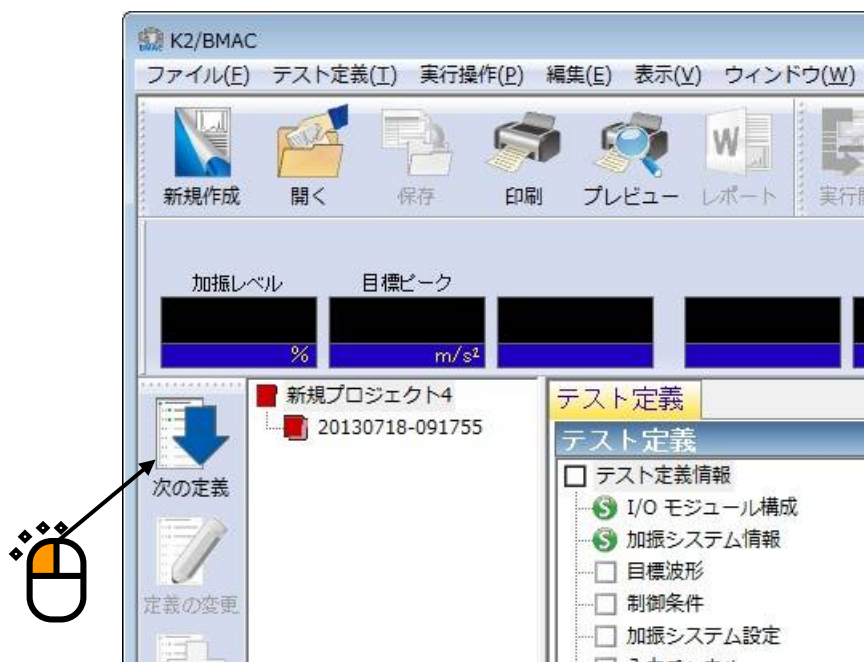 K2/BMAC
ファイル(F) テスト定義(T) 実行操作(P) 編集(E) 表示(V) ウィンドウ(W)
新規作成 開く 保存 印刷 プレビュー レポート 実行
加振レベル 目標ピーク
% m/s²
新規プロジェクト4
20130718-091755
次の定義
定義の変更
テスト定義
テスト定義
テスト定義情報
S I/O モジュール構成
S 加振システム情報
目標波形
制御条件
加振システム設定